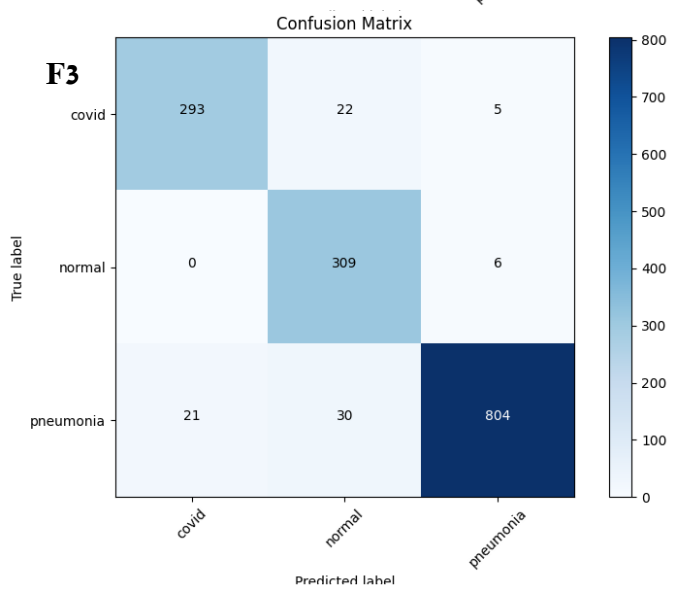 Confusion Matrix
F3
covid
normal
pneumonia
True label
293 22 5
0 309 6
21 30 804
covid normal pneumonia
Predicted label
800
700
600
500
400
300
200
100
0